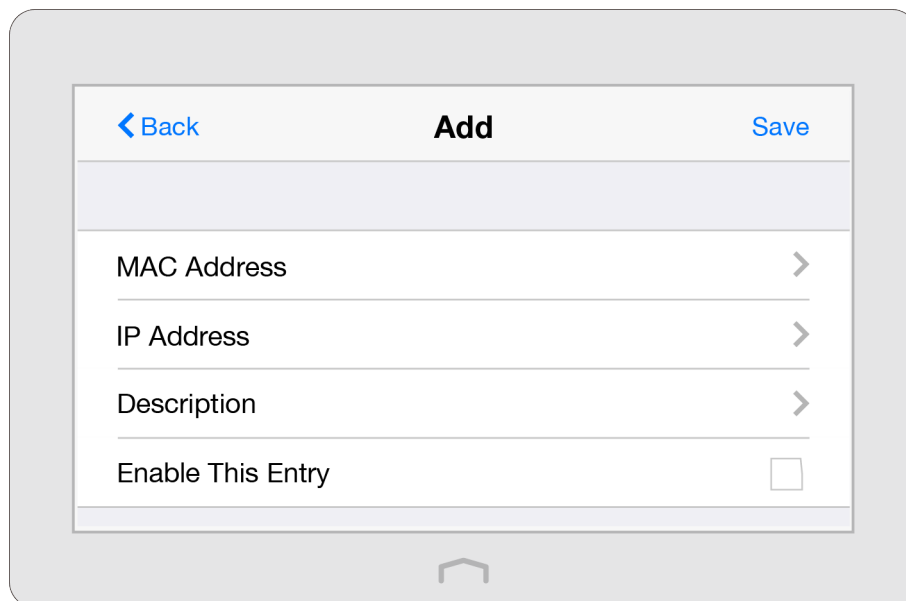 Back Add Save
MAC Address
IP Address
Description
Enable This Entry